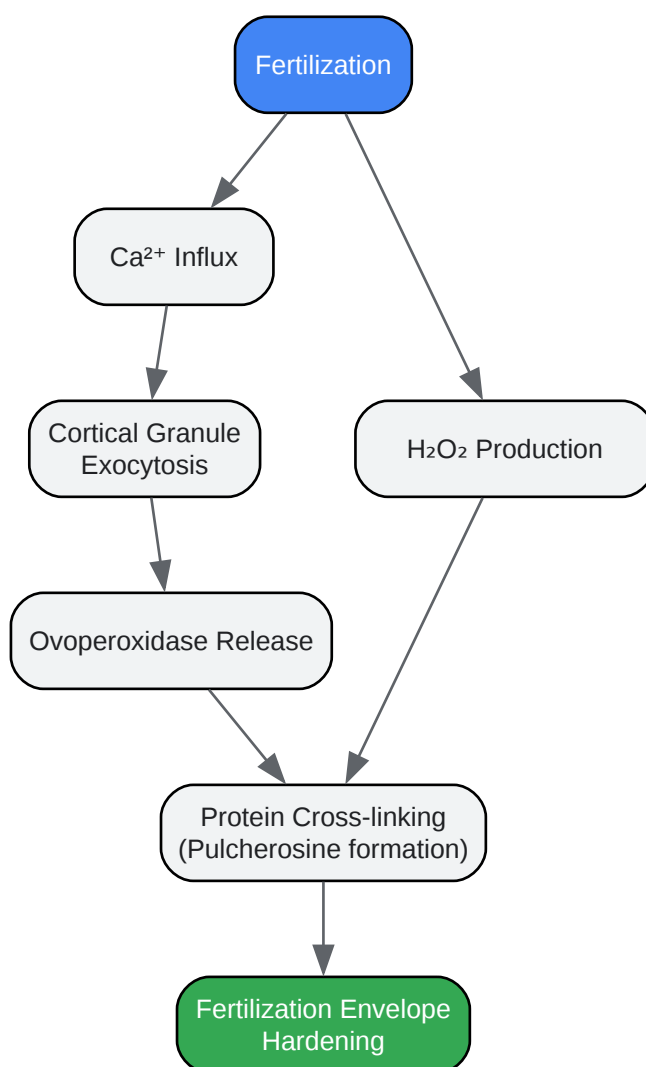 Fertilization
Ca²⁺ Influx
Cortical Granule
Exocytosis
H₂O₂ Production
Ovoperoxidase Release
Protein Cross-linking
(Pulcherosine formation)
Fertilization Envelope
Hardening